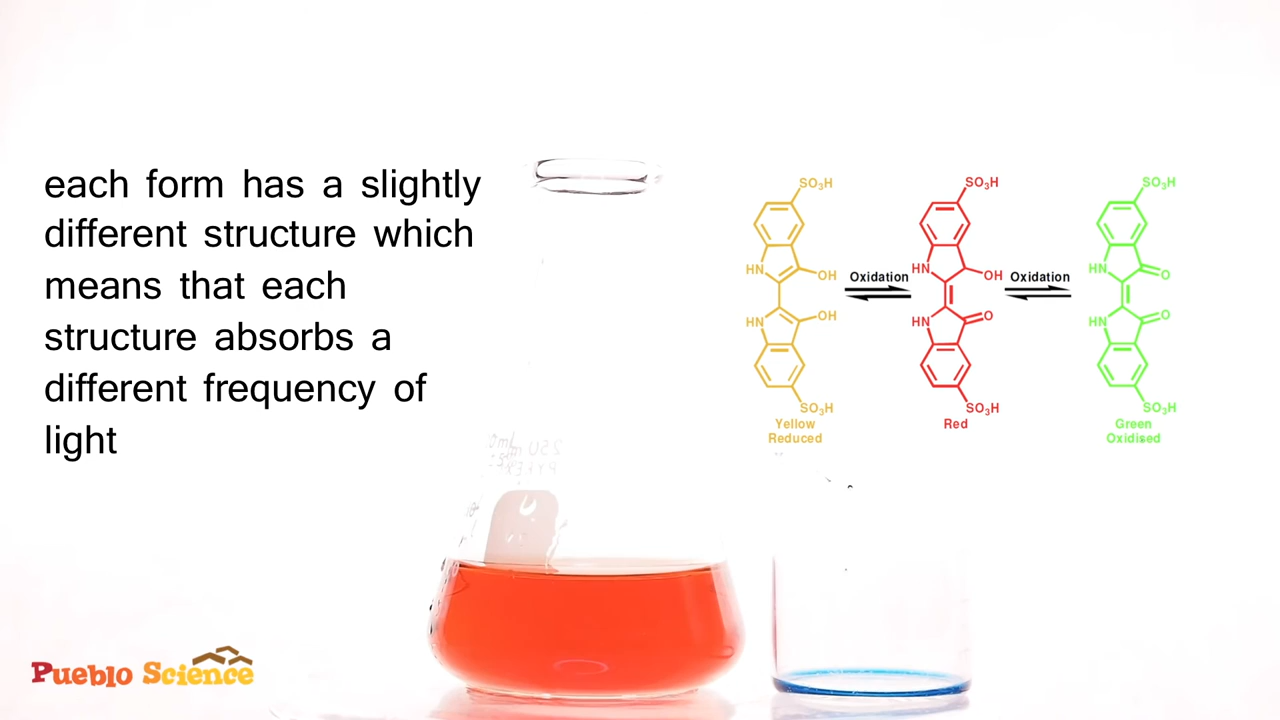 each form has a slightly
different structure which
means that each
structure absorbs a
different frequency of
light
SO₃H
HN
OH
HN
OH
SO₃H
Yellow
Reduced
Oxidation
SO₃H
HN
OH
HN
O
SO₃H
Red
Oxidation
SO₃H
HN
O
HN
O
SO₃H
Green
Oxidised
250
Pueblo Science